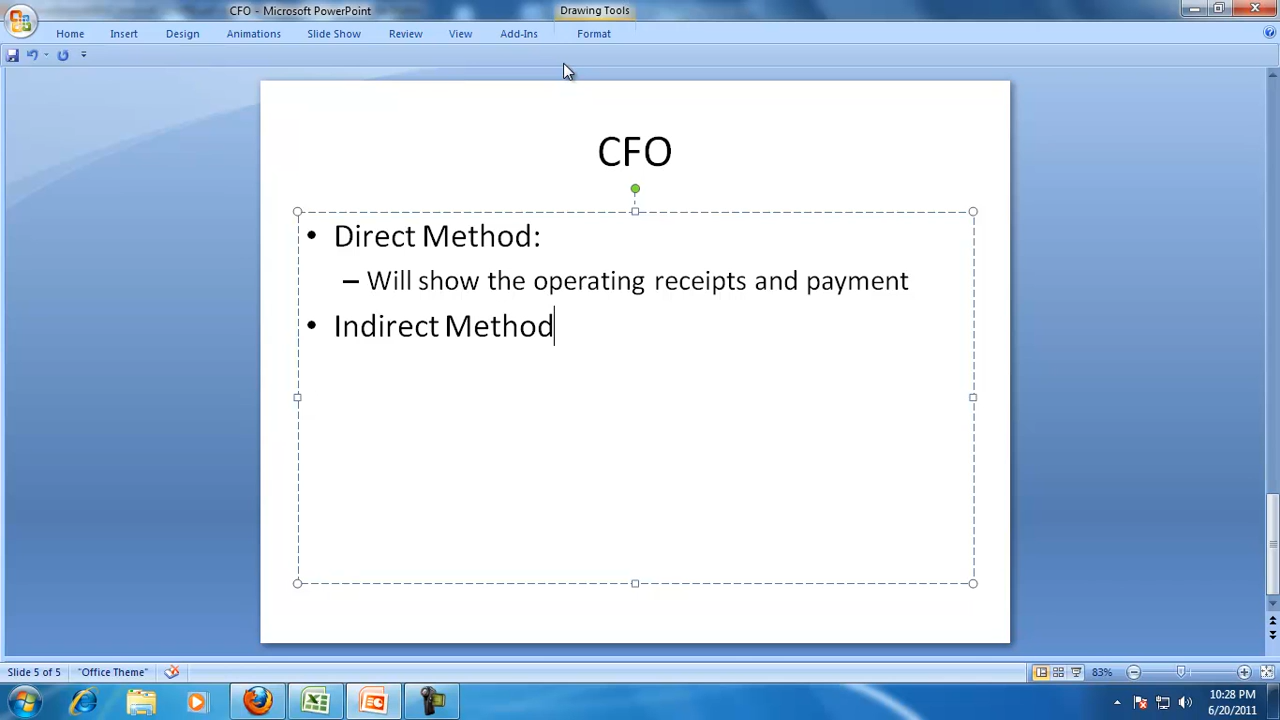 CFO - Microsoft PowerPoint
Drawing Tools
Home
Insert
Design
Animations
Slide Show
Review
View
Add-Ins
Format
CFO
• Direct Method:
– Will show the operating receipts and payment
• Indirect Method
Slide 5 of 5
"Office Theme"
83%
10:28 PM
6/20/2011